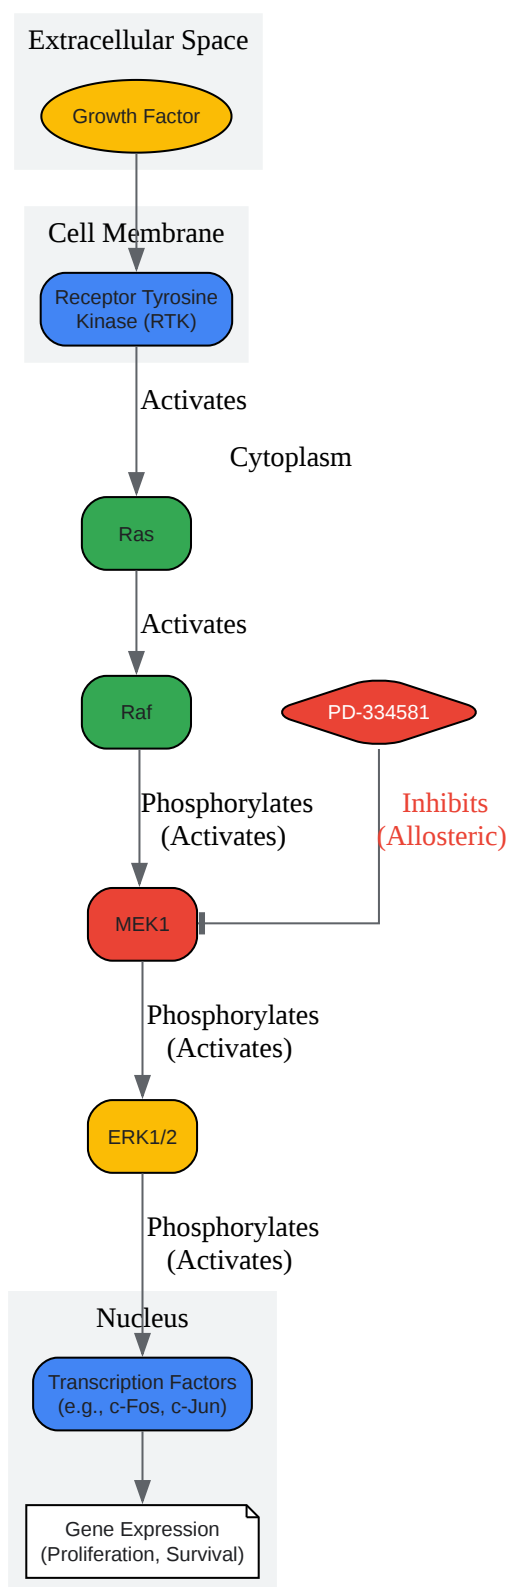 Extracellular Space
Growth Factor
Cell Membrane
Receptor Tyrosine
Kinase (RTK)
Activates
Cytoplasm
Ras
Activates
Raf
PD-334581
Phosphorylates
(Activates)
Inhibits
(Allosteric)
MEK1
Phosphorylates
(Activates)
ERK1/2
Phosphorylates
(Activates)
Nucleus
Transcription Factors
(e.g., c-Fos, c-Jun)
Gene Expression
(Proliferation, Survival)